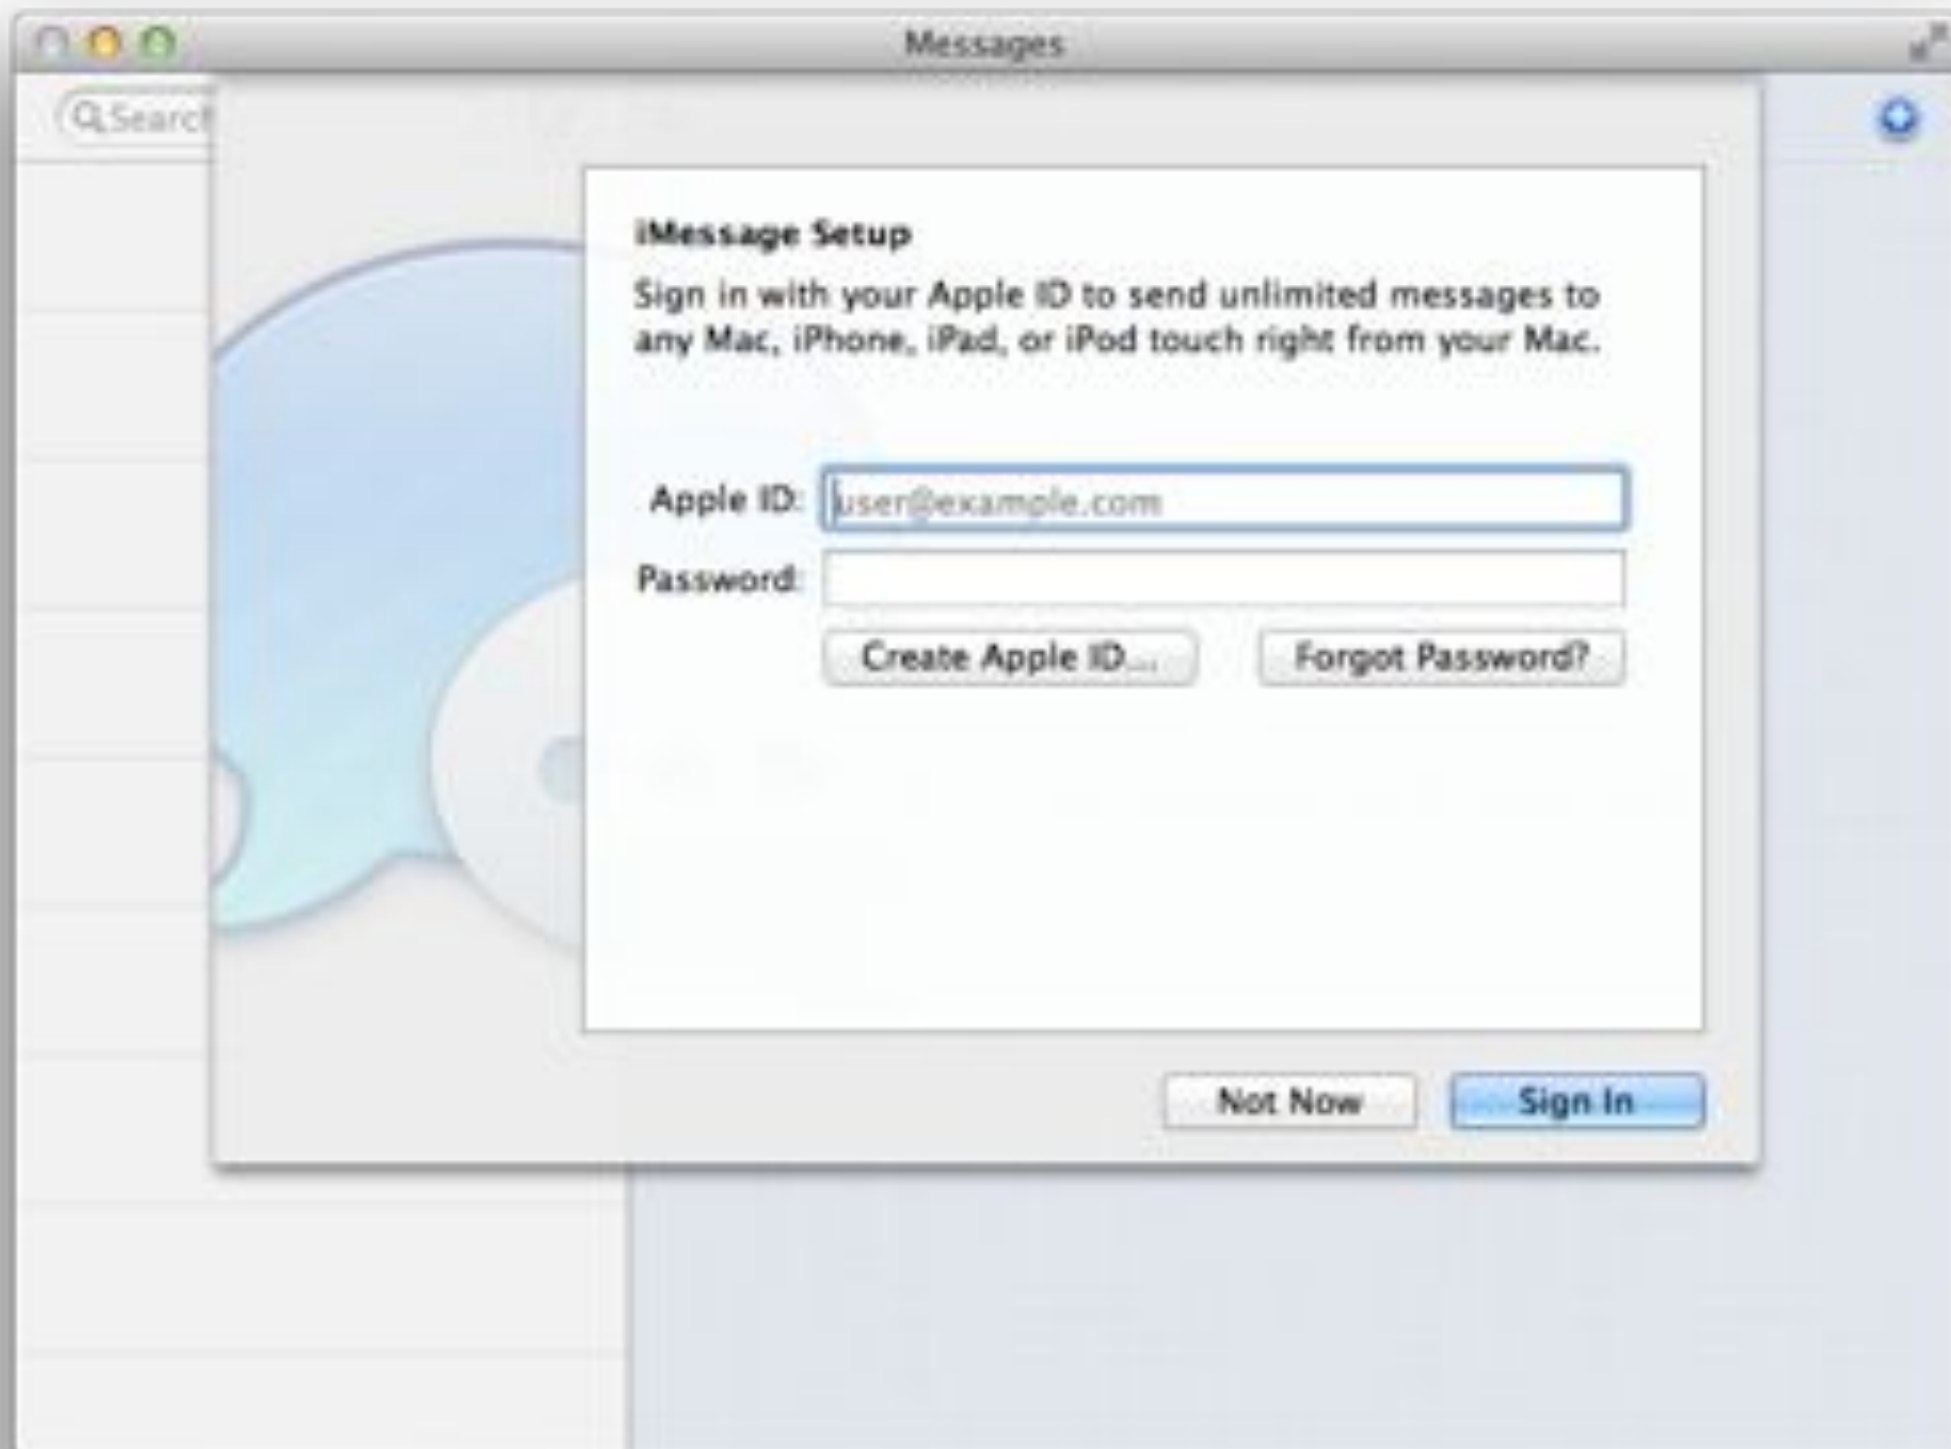 Messages
Search
iMessage Setup
Sign in with your Apple ID to send unlimited messages to
any Mac, iPhone, iPad, or iPod touch right from your Mac.
Apple ID: user@example.com
Password:
Create Apple ID... Forgot Password?
Not Now Sign In